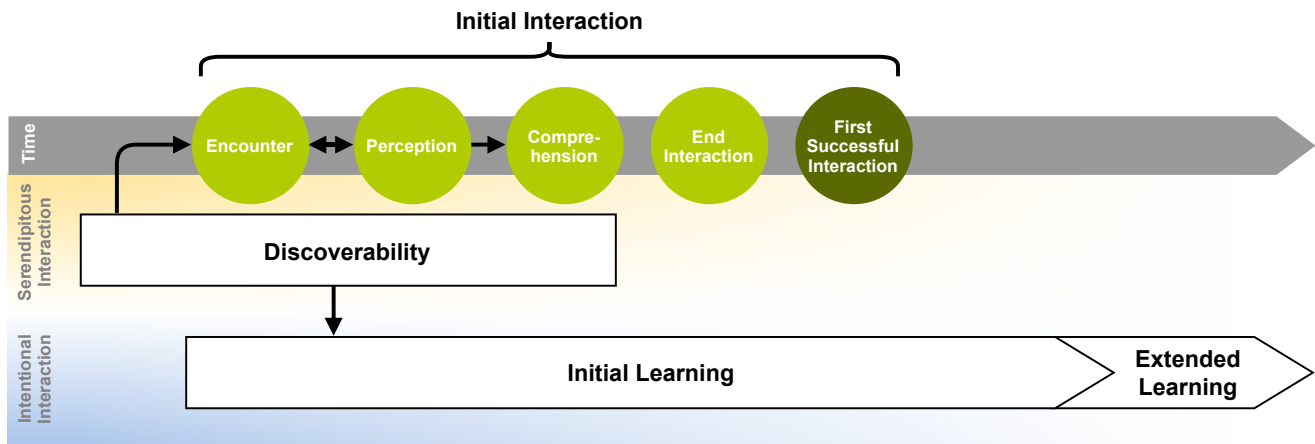 Initial Interaction
Time
Encounter
Perception
Compre-
hension
End
Interaction
First
Successful
Interaction
Serendipitous
Interaction
Discoverability
Intentional
Interaction
Initial Learning
Extended
Learning